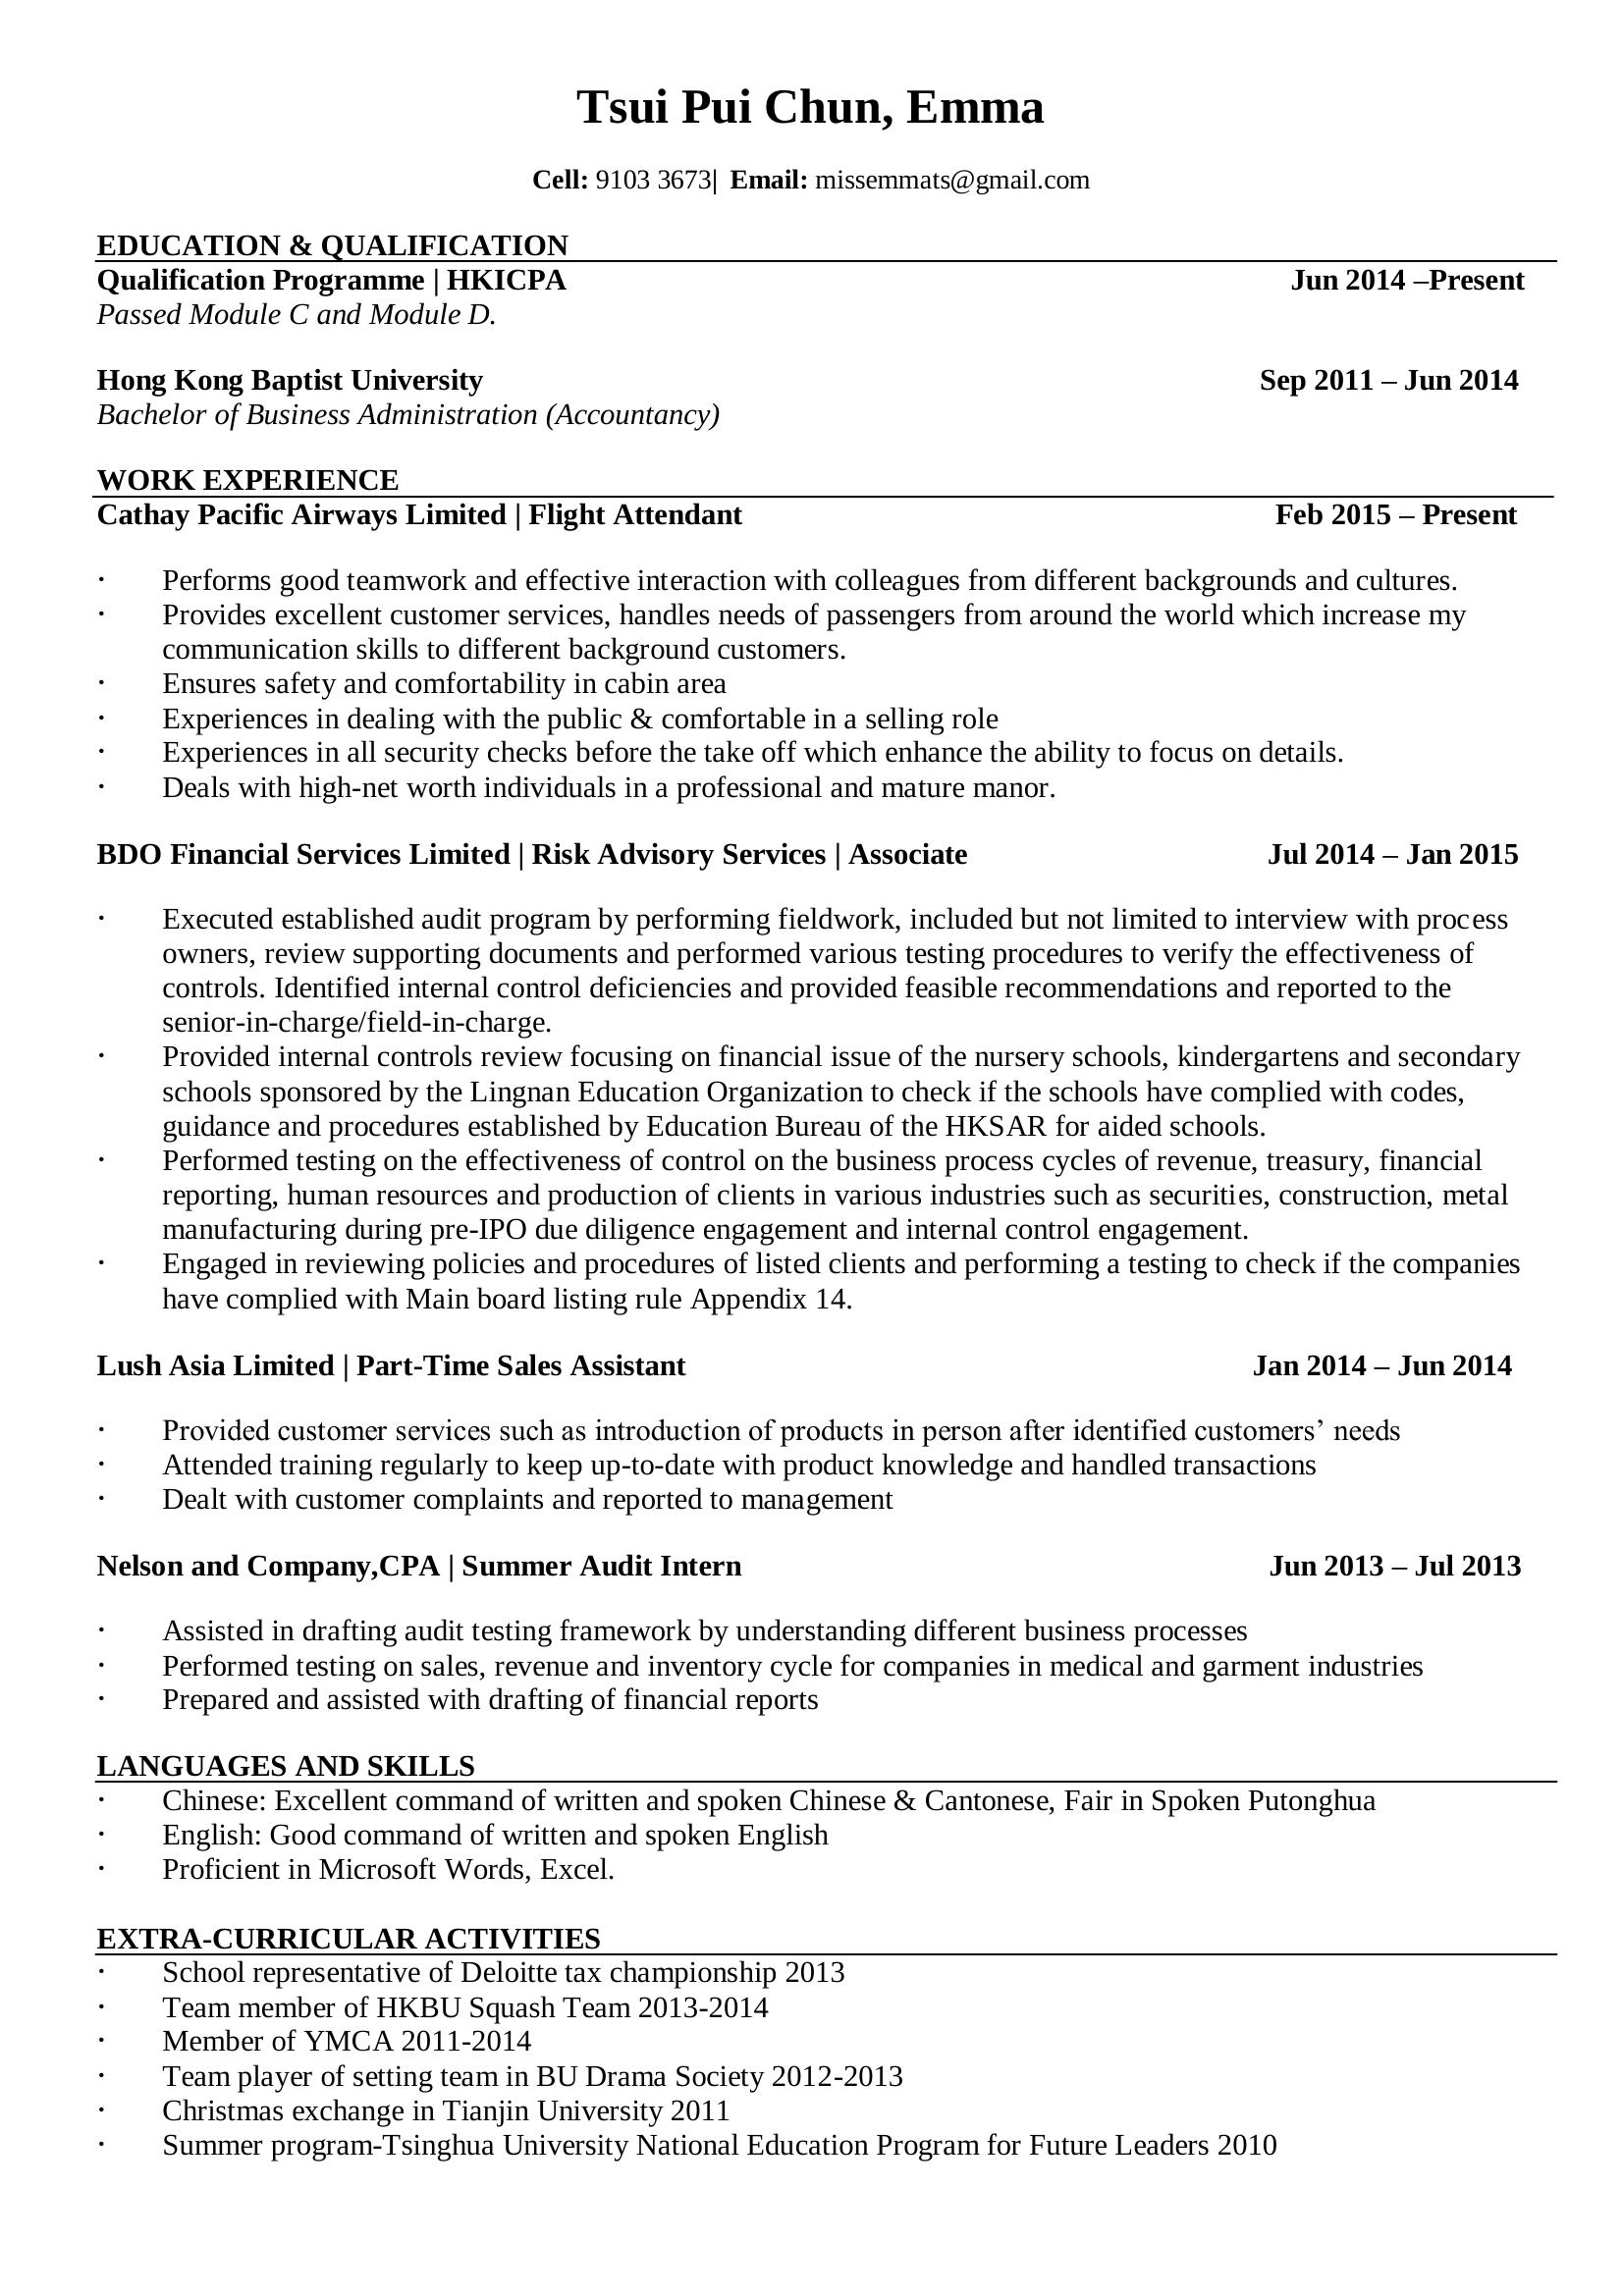 Tsui Pui Chun, Emma
Cell: 9103 3673| Email: missemmats@gmail.com
EDUCATION & QUALIFICATION
Qualification Programme | HKICPA Jun 2014 –Present
Passed Module C and Module D.
Hong Kong Baptist University Sep 2011 – Jun 2014
Bachelor of Business Administration (Accountancy)
WORK EXPERIENCE
Cathay Pacific Airways Limited | Flight Attendant Feb 2015 – Present
· Performs good teamwork and effective interaction with colleagues from different backgrounds and cultures.
· Provides excellent customer services, handles needs of passengers from around the world which increase my
communication skills to different background customers.
· Ensures safety and comfortability in cabin area
· Experiences in dealing with the public & comfortable in a selling role
· Experiences in all security checks before the take off which enhance the ability to focus on details.
· Deals with high-net worth individuals in a professional and mature manor.
BDO Financial Services Limited | Risk Advisory Services | Associate Jul 2014 – Jan 2015
· Executed established audit program by performing fieldwork, included but not limited to interview with process
owners, review supporting documents and performed various testing procedures to verify the effectiveness of
controls. Identified internal control deficiencies and provided feasible recommendations and reported to the
senior-in-charge/field-in-charge.
· Provided internal controls review focusing on financial issue of the nursery schools, kindergartens and secondary
schools sponsored by the Lingnan Education Organization to check if the schools have complied with codes,
guidance and procedures established by Education Bureau of the HKSAR for aided schools.
· Performed testing on the effectiveness of control on the business process cycles of revenue, treasury, financial
reporting, human resources and production of clients in various industries such as securities, construction, metal
manufacturing during pre-IPO due diligence engagement and internal control engagement.
· Engaged in reviewing policies and procedures of listed clients and performing a testing to check if the companies
have complied with Main board listing rule Appendix 14.
Lush Asia Limited | Part-Time Sales Assistant Jan 2014 – Jun 2014
· Provided customer services such as introduction of products in person after identified customers’ needs
· Attended training regularly to keep up-to-date with product knowledge and handled transactions
· Dealt with customer complaints and reported to management
Nelson and Company,CPA | Summer Audit Intern Jun 2013 – Jul 2013
· Assisted in drafting audit testing framework by understanding different business processes
· Performed testing on sales, revenue and inventory cycle for companies in medical and garment industries
· Prepared and assisted with drafting of financial reports
LANGUAGES AND SKILLS
· Chinese: Excellent command of written and spoken Chinese & Cantonese, Fair in Spoken Putonghua
· English: Good command of written and spoken English
· Proficient in Microsoft Words, Excel.
EXTRA-CURRICULAR ACTIVITIES
· School representative of Deloitte tax championship 2013
· Team member of HKBU Squash Team 2013-2014
· Member of YMCA 2011-2014
· Team player of setting team in BU Drama Society 2012-2013
· Christmas exchange in Tianjin University 2011
· Summer program-Tsinghua University National Education Program for Future Leaders 2010